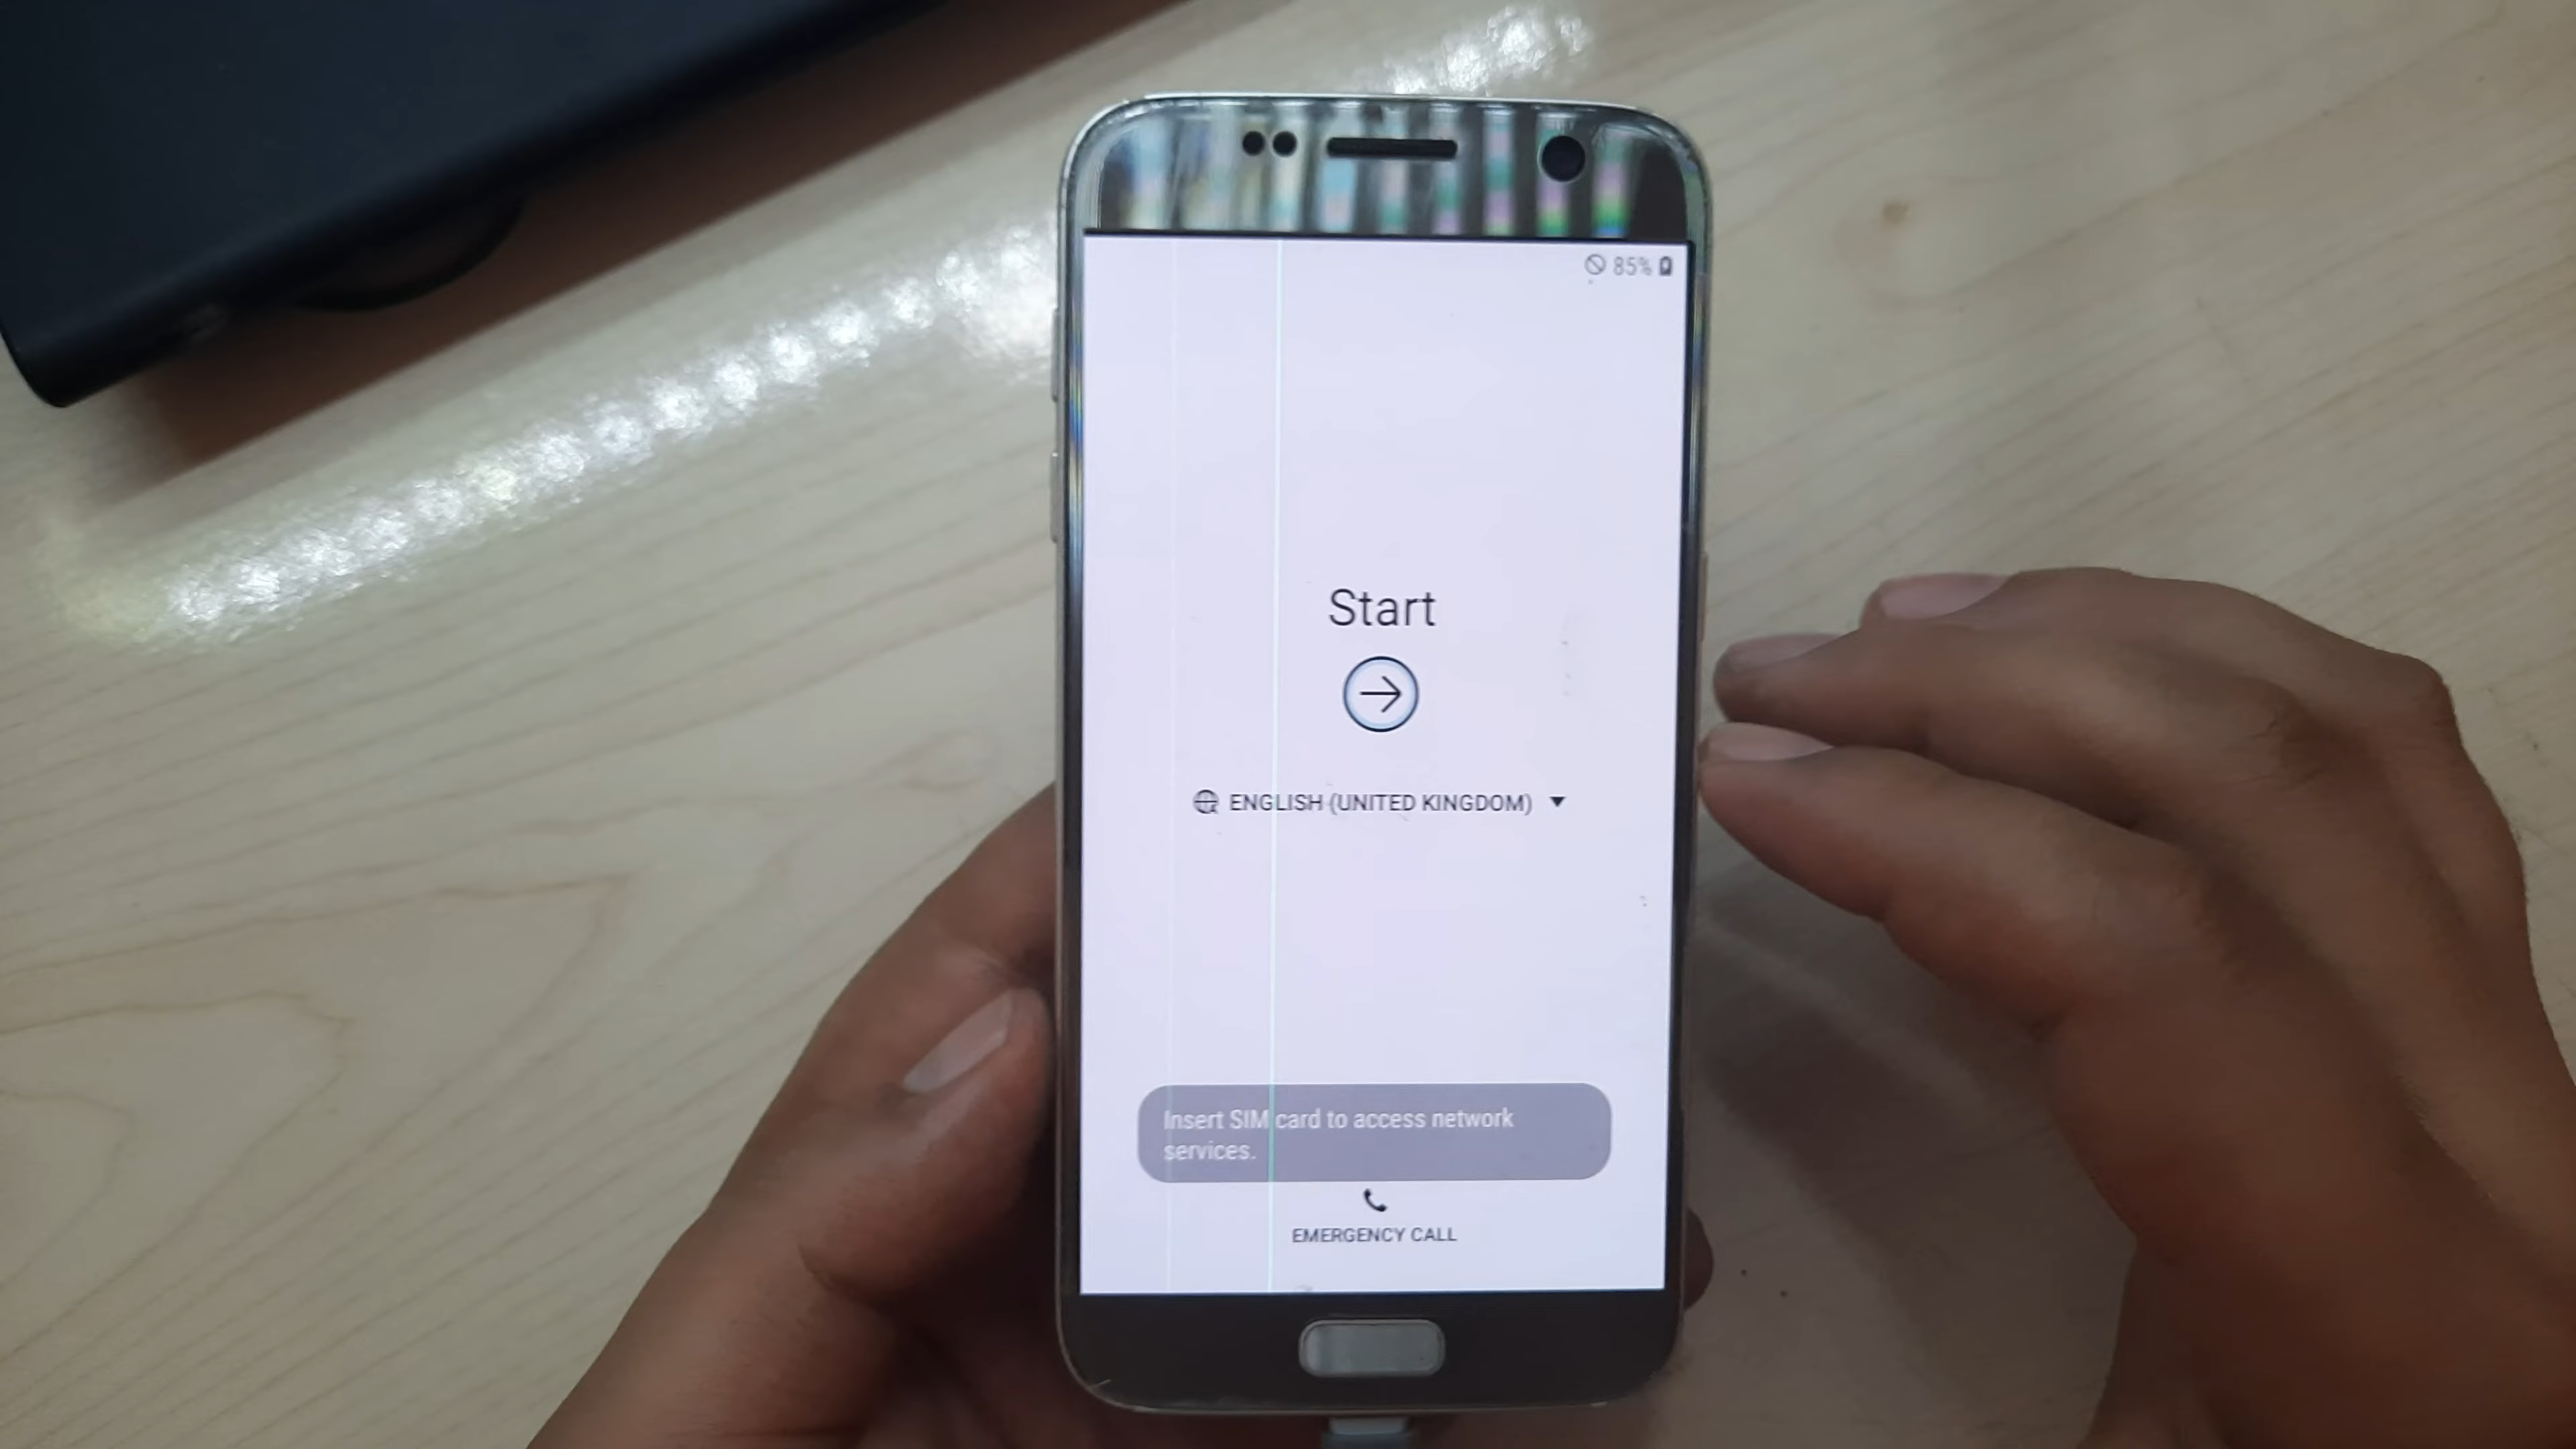 85%
Start
ENGLISH (UNITED KINGDOM)
Insert SIM card to access network
services.
EMERGENCY CALL